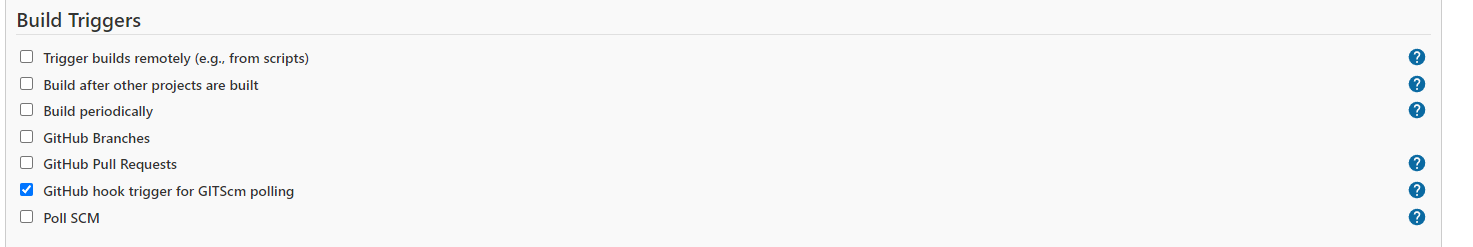 Build Triggers
Trigger builds remotely (e.g., from scripts)
?
Build after other projects are built
?
Build periodically
?
GitHub Branches
GitHub Pull Requests
?
GitHub hook trigger for GITScm polling
?
Poll SCM
?